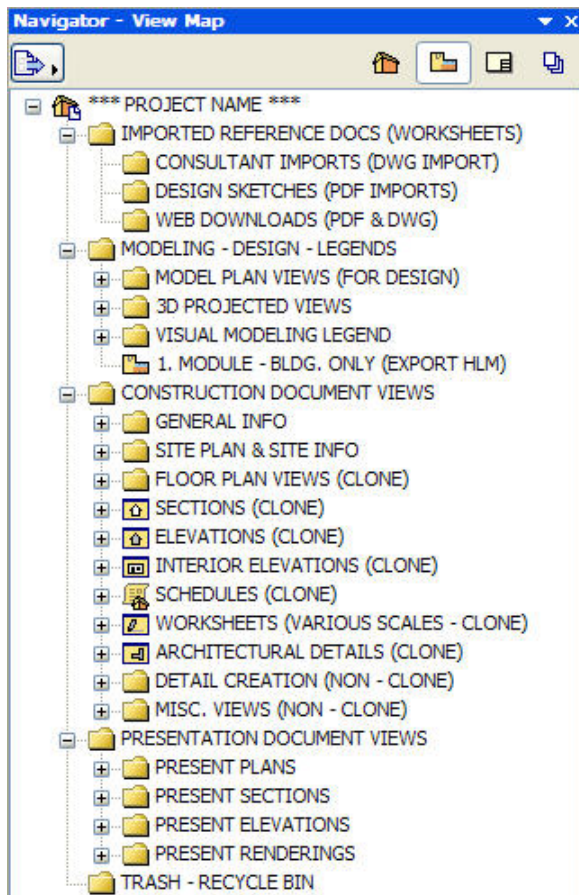 Navigator - View Map
*** PROJECT NAME ***
IMPORTED REFERENCE DOCS (WORKSHEETS)
CONSULTANT IMPORTS (DWG IMPORT)
DESIGN SKETCHES (PDF IMPORTS)
WEB DOWNLOADS (PDF & DWG)
MODELING - DESIGN - LEGENDS
MODEL PLAN VIEWS (FOR DESIGN)
3D PROJECTED VIEWS
VISUAL MODELING LEGEND
1. MODULE - BLDG. ONLY (EXPORT HLM)
CONSTRUCTION DOCUMENT VIEWS
GENERAL INFO
SITE PLAN & SITE INFO
FLOOR PLAN VIEWS (CLONE)
SECTIONS (CLONE)
ELEVATIONS (CLONE)
INTERIOR ELEVATIONS (CLONE)
SCHEDULES (CLONE)
WORKSHEETS (VARIOUS SCALES - CLONE)
ARCHITECTURAL DETAILS (CLONE)
DETAIL CREATION (NON - CLONE)
MISC. VIEWS (NON - CLONE)
PRESENTATION DOCUMENT VIEWS
PRESENT PLANS
PRESENT SECTIONS
PRESENT ELEVATIONS
PRESENT RENDERINGS
TRASH - RECYCLE BIN